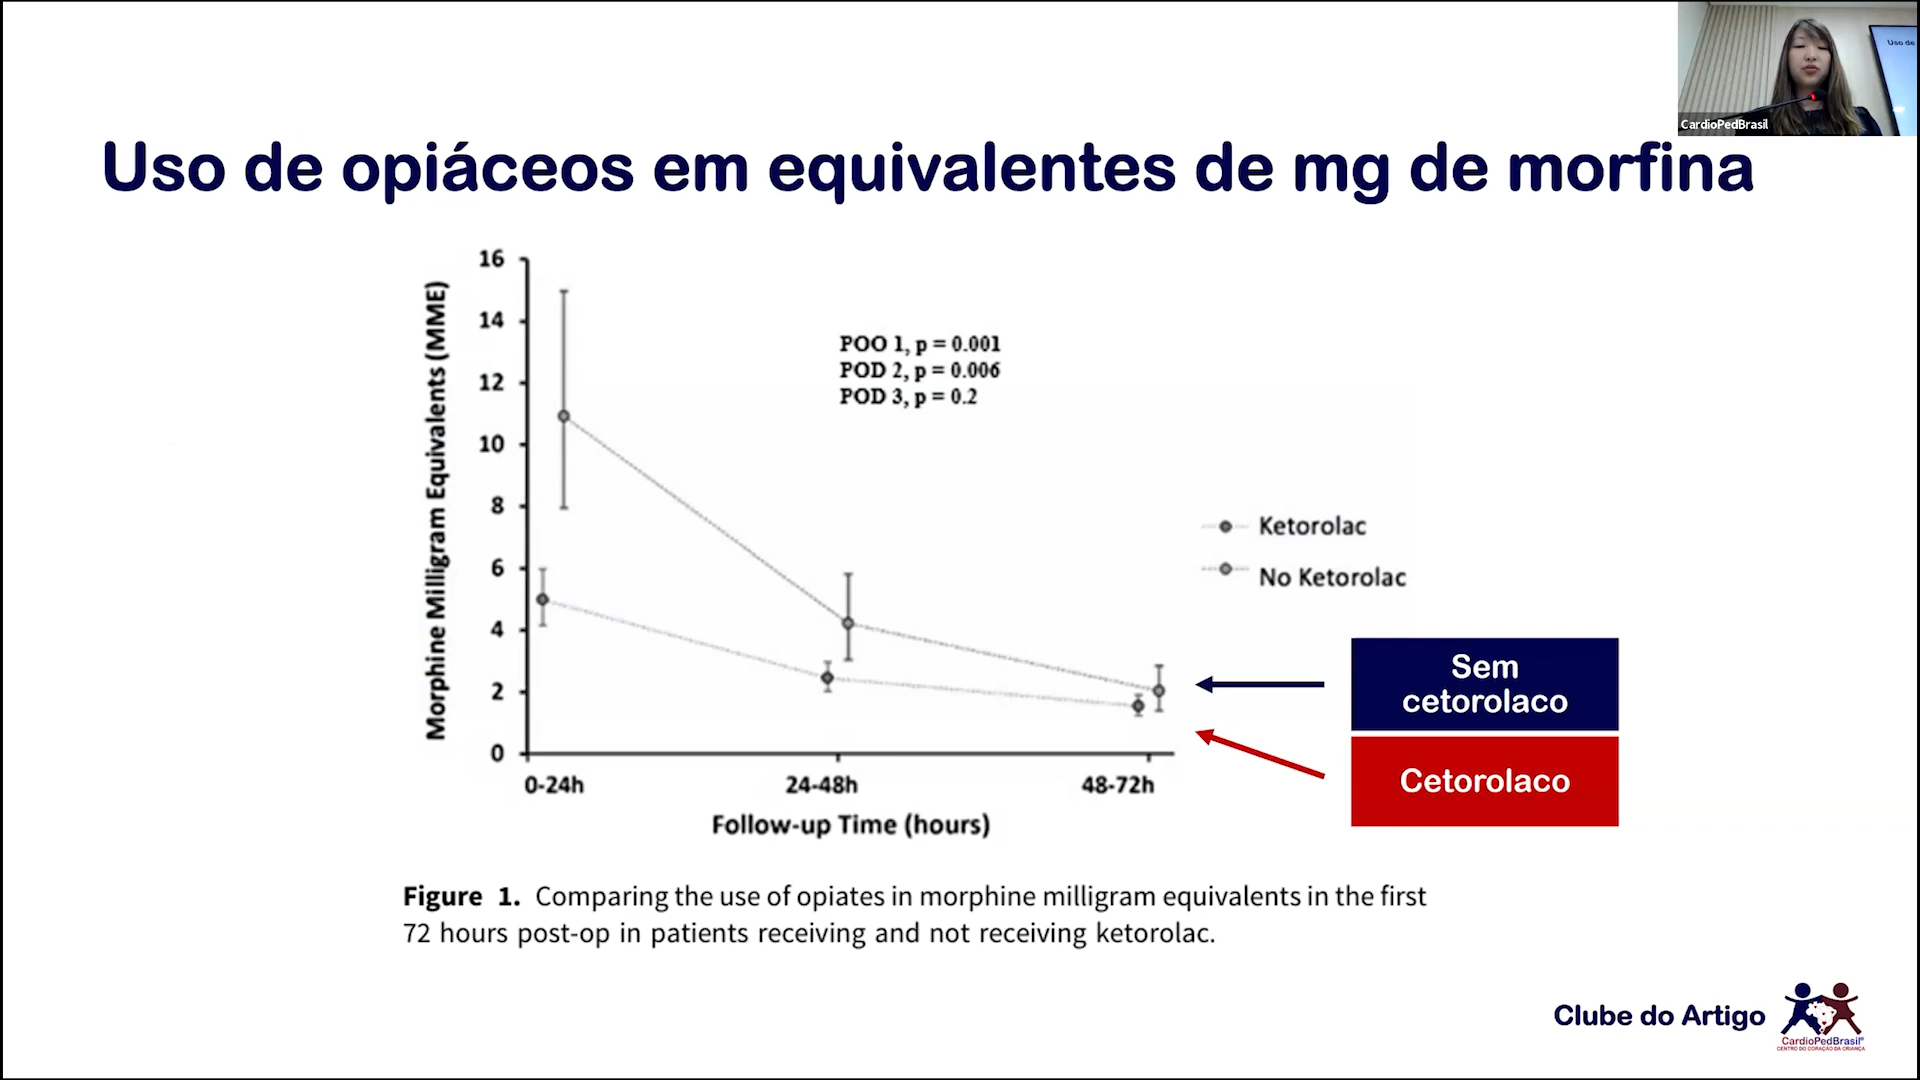 Uso de
CardioPedBrasil
Uso de opiáceos em equivalentes de mg de morfina
Morphine Milligram Equivalents (MME)
16
14
12
10
8
6
4
2
0
POO 1, p = 0.001
POD 2, p = 0.006
POD 3, p = 0.2
Ketorolac
No Ketorolac
Sem
cetorolaco
Cetorolaco
0-24h
24-48h
48-72h
Follow-up Time (hours)
Figure 1. Comparing the use of opiates in morphine milligram equivalents in the first
72 hours post-op in patients receiving and not receiving ketorolac.
Clube do Artigo
CardioPedBrasil®
CENTRO DO CORAÇÃO DA CRIANÇA